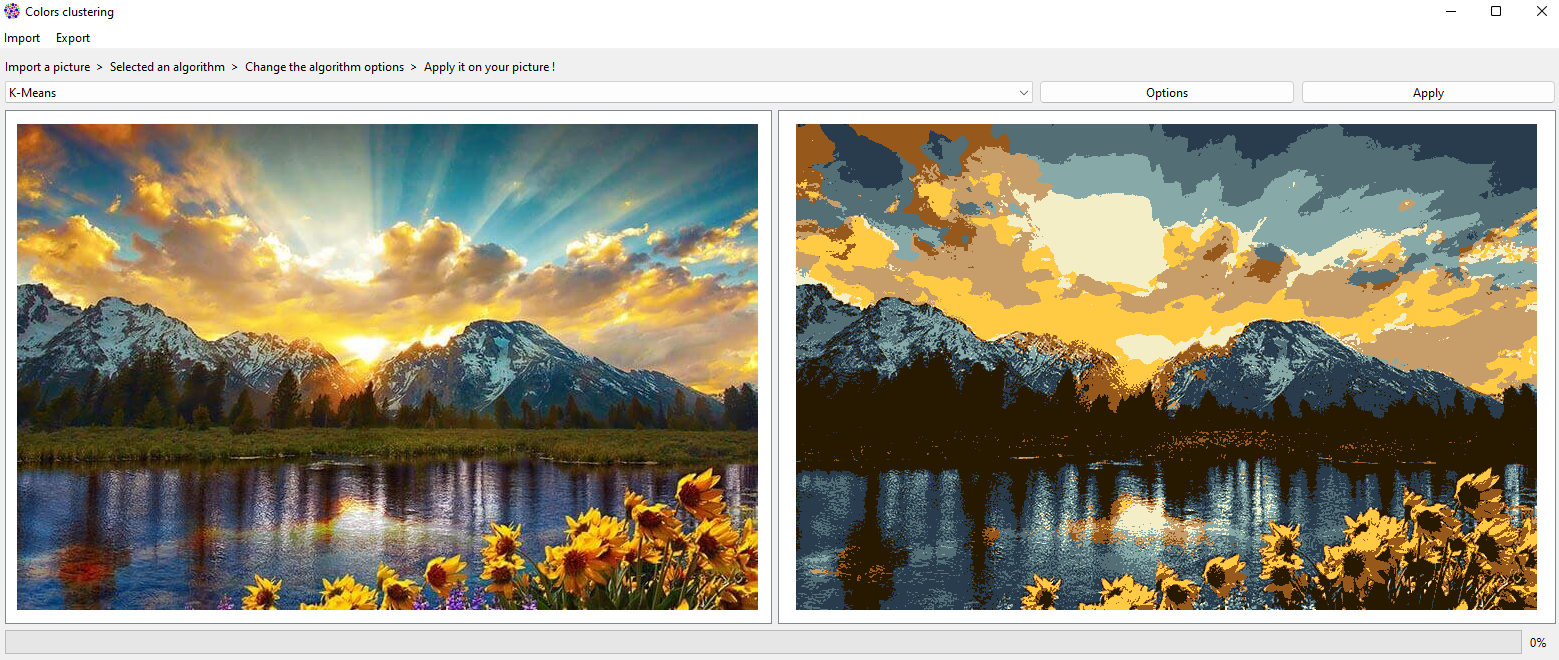 Colors clustering
Import Export
Import a picture > Selected an algorithm > Change the algorithm options > Apply it on your picture !
K-Means Options Apply
0%